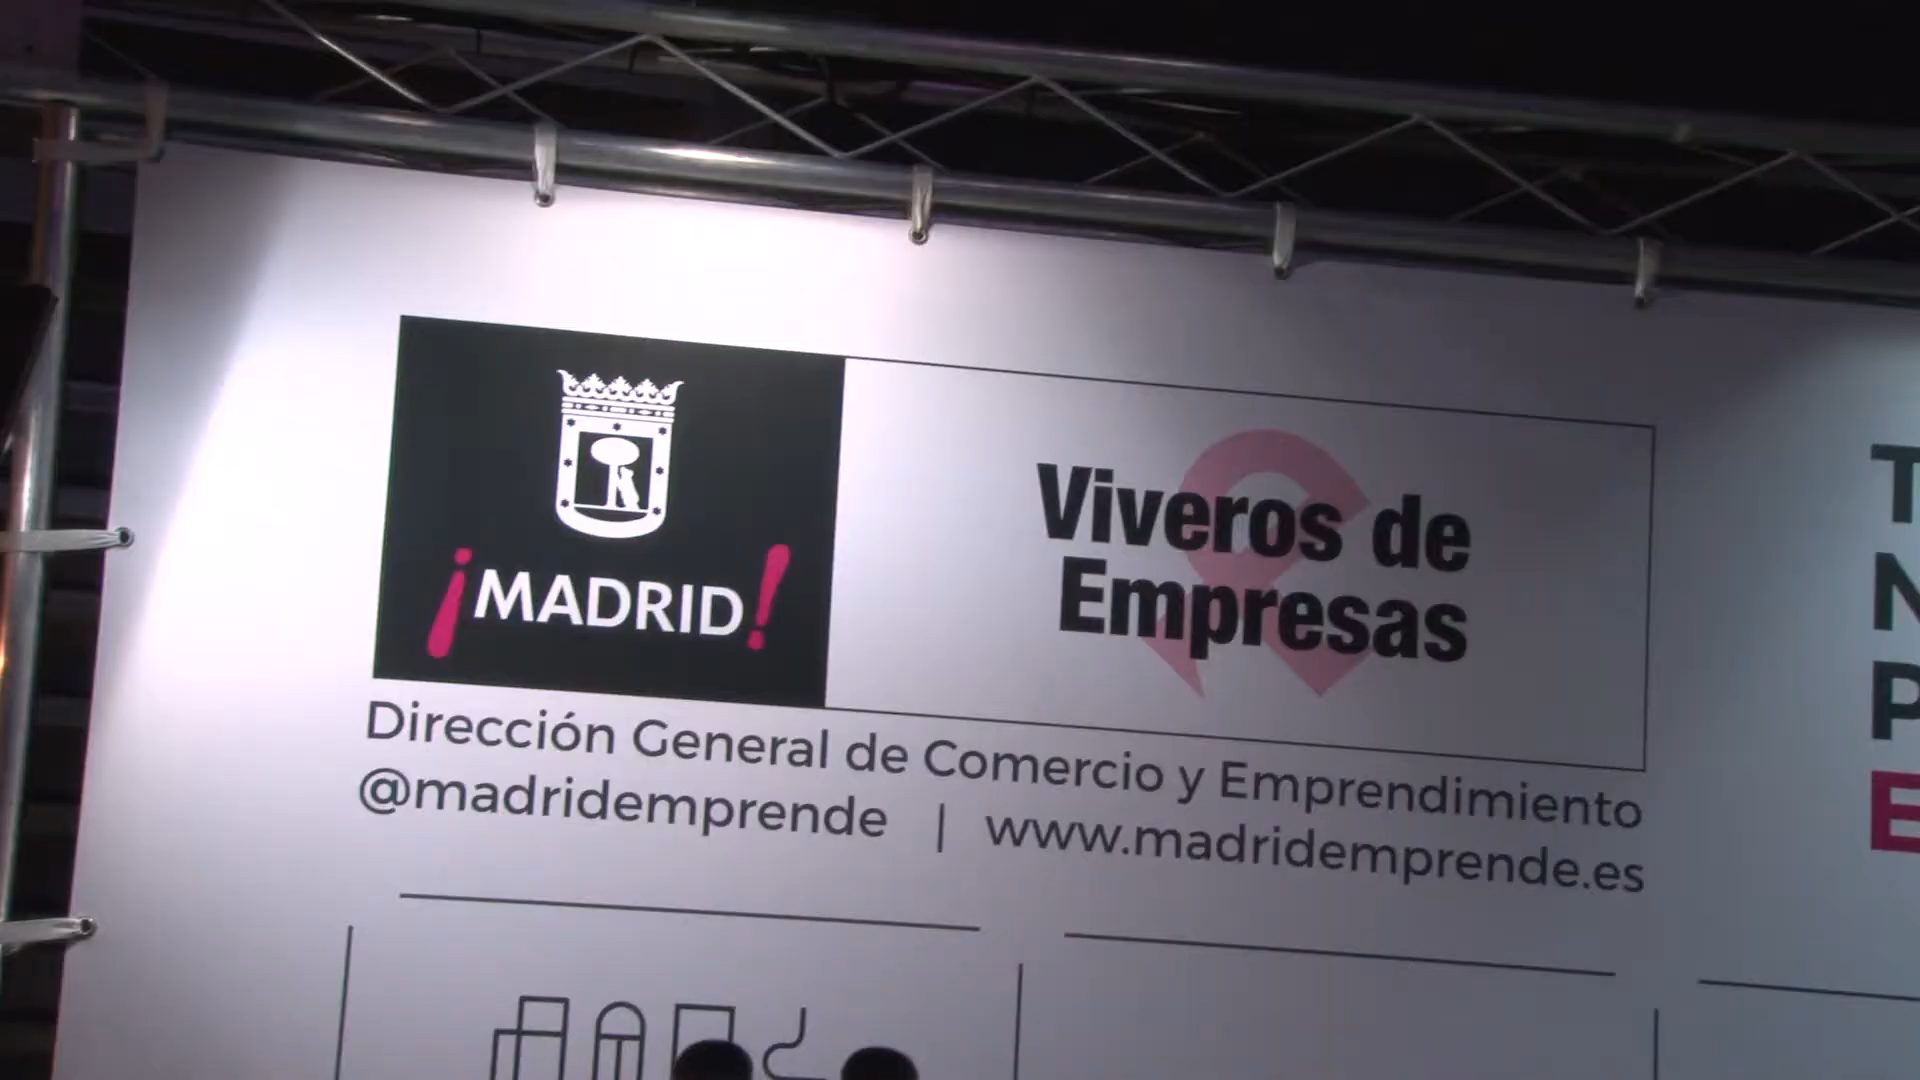 ¡MADRID!
Viveros de
Empresas
Dirección General de Comercio y Emprendimiento
@madridemprende | www.madridemprende.es